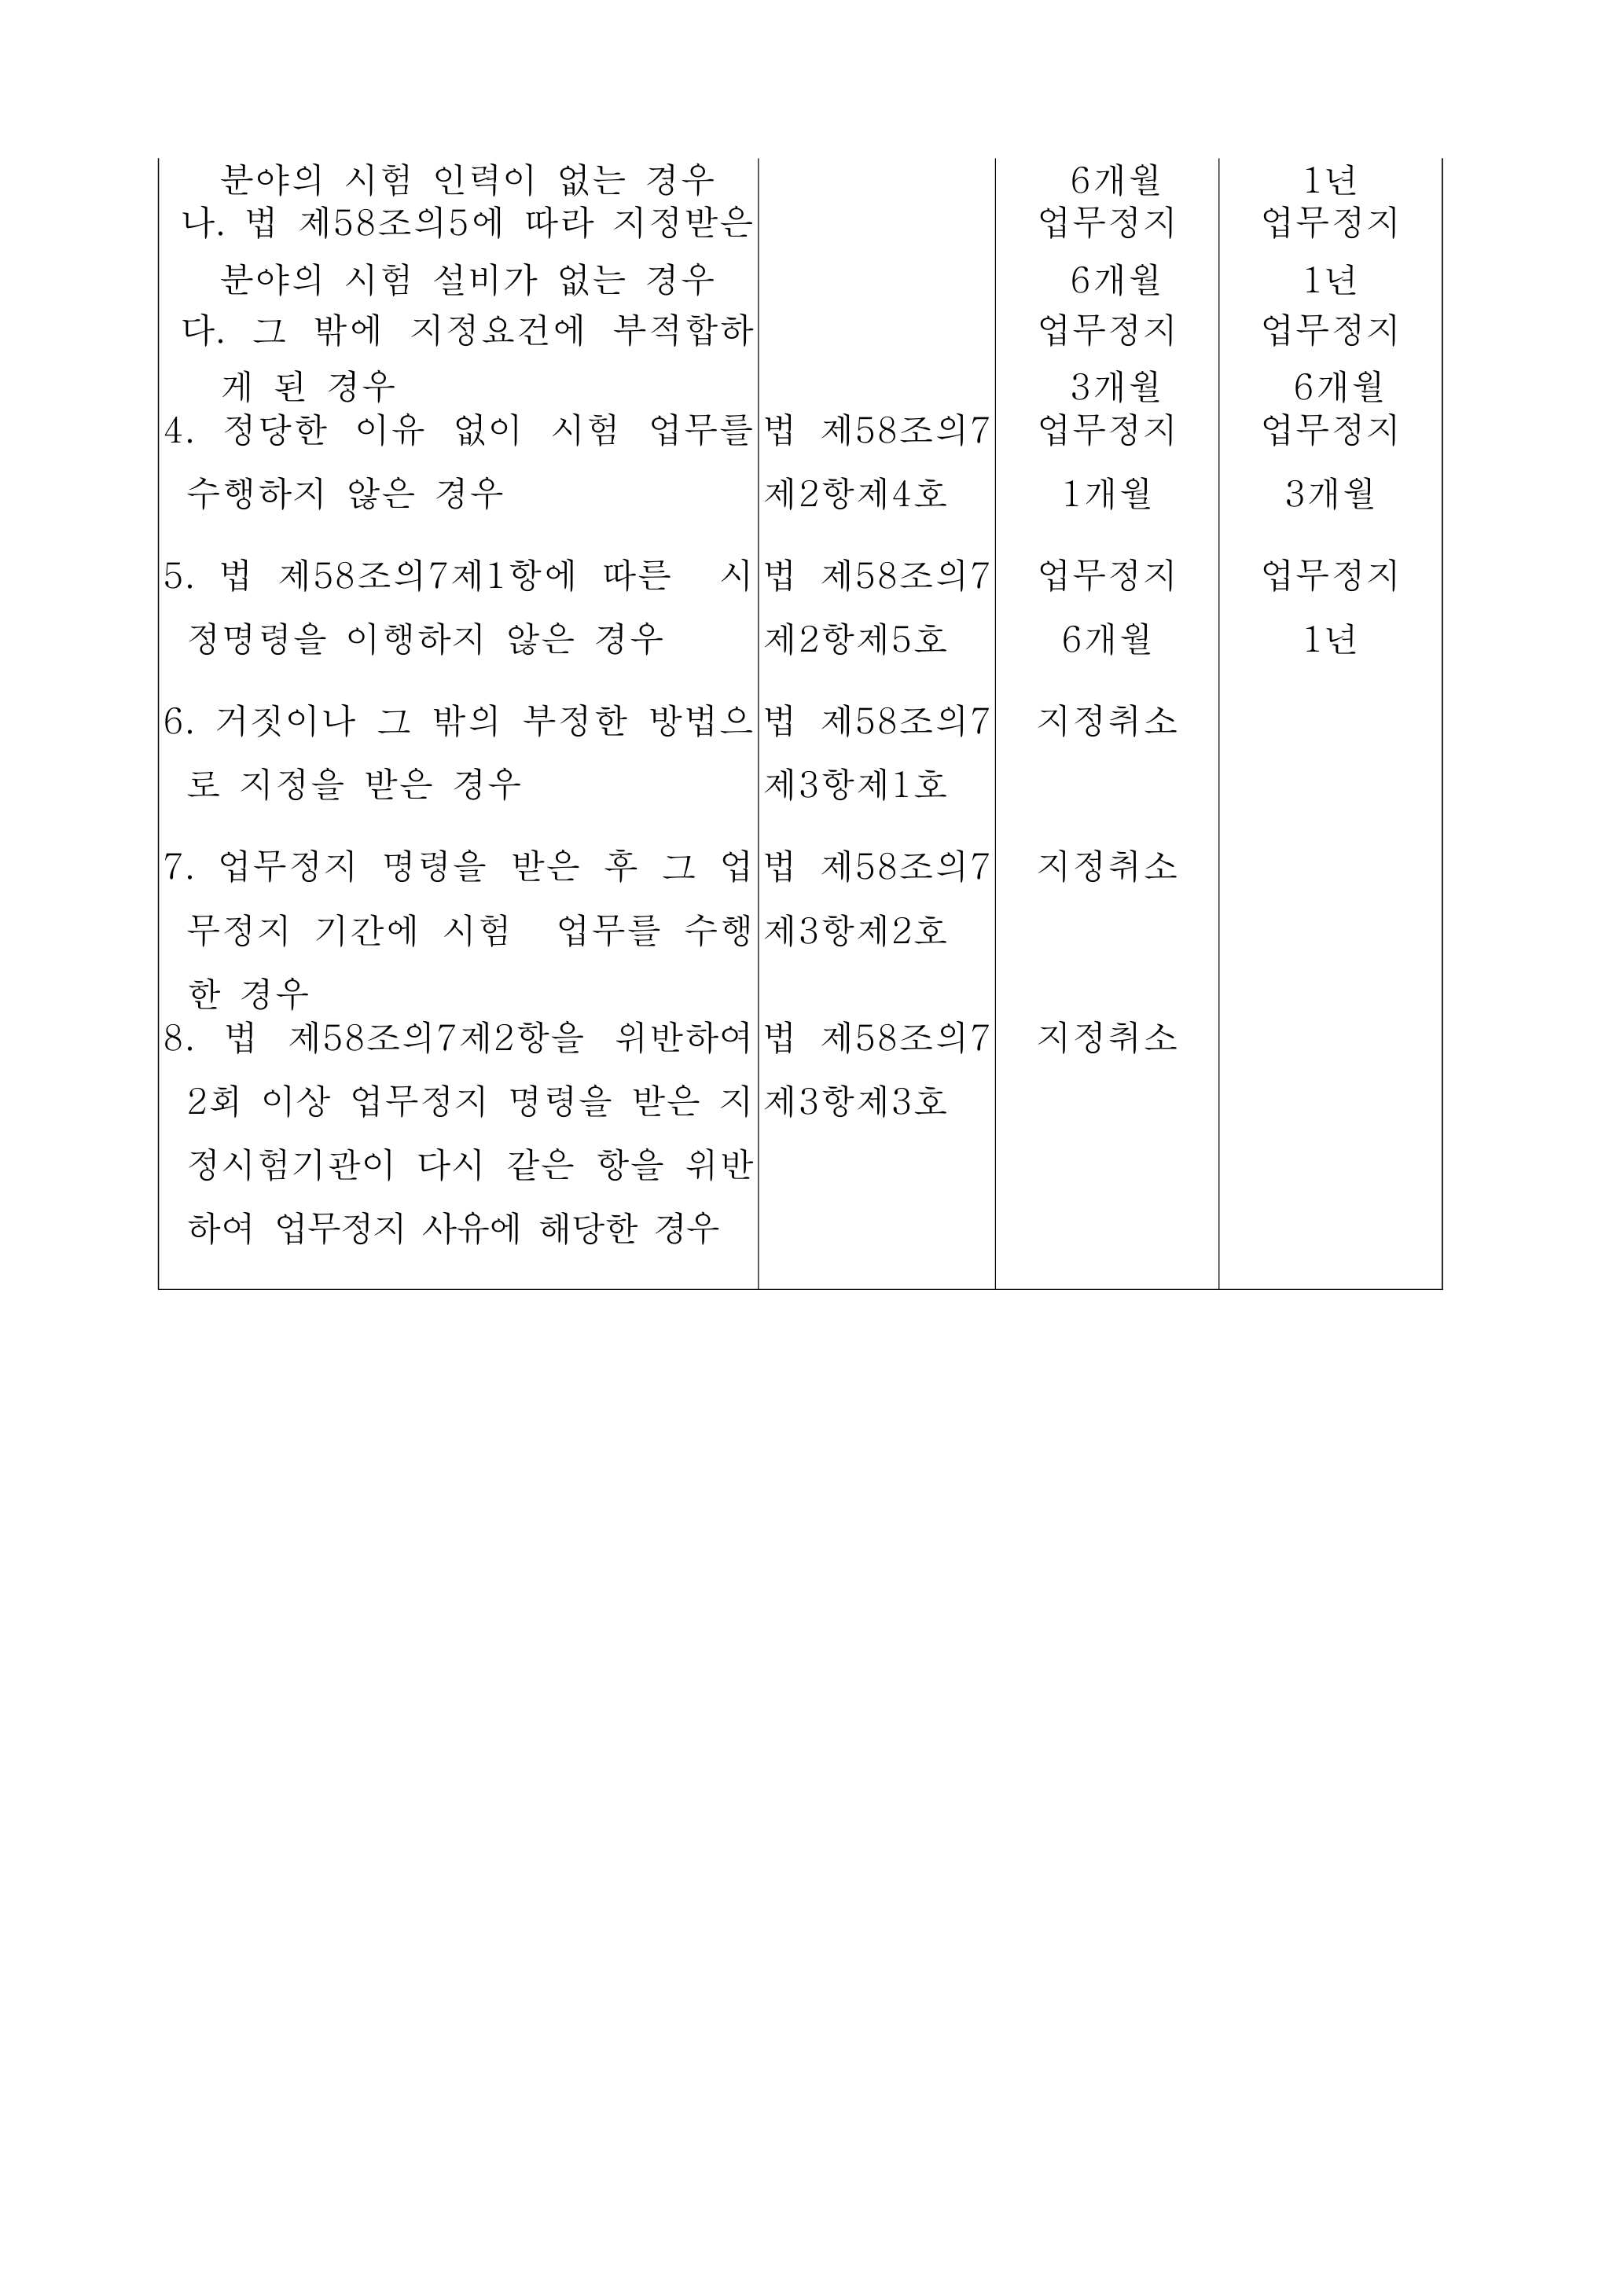 분야의 시험 인력이 없는 경우 6개월 1년
나. 법 제58조의5에 따라 지정받은 업무정지 업무정지
분야의 시험 설비가 없는 경우 6개월 1년
다. 그 밖에 지정요건에 부적합하 업무정지 업무정지
게 된 경우 3개월 6개월
4. 정당한 이유 없이 시험 업무를 법 제58조의7 업무정지 업무정지
수행하지 않은 경우 제2항제4호 1개월 3개월
5. 법 제58조의7제1항에 따른 시 법 제58조의7 업무정지 업무정지
정명령을 이행하지 않은 경우 제2항제5호 6개월 1년
6. 거짓이나 그 밖의 부정한 방법으 법 제58조의7 지정취소
로 지정을 받은 경우 제3항제1호
7. 업무정지 명령을 받은 후 그 업 법 제58조의7 지정취소
무정지 기간에 시험 업무를 수행 제3항제2호
한 경우
8. 법 제58조의7제2항을 위반하여 법 제58조의7 지정취소
2회 이상 업무정지 명령을 받은 지 제3항제3호
정시험기관이 다시 같은 항을 위반
하여 업무정지 사유에 해당한 경우